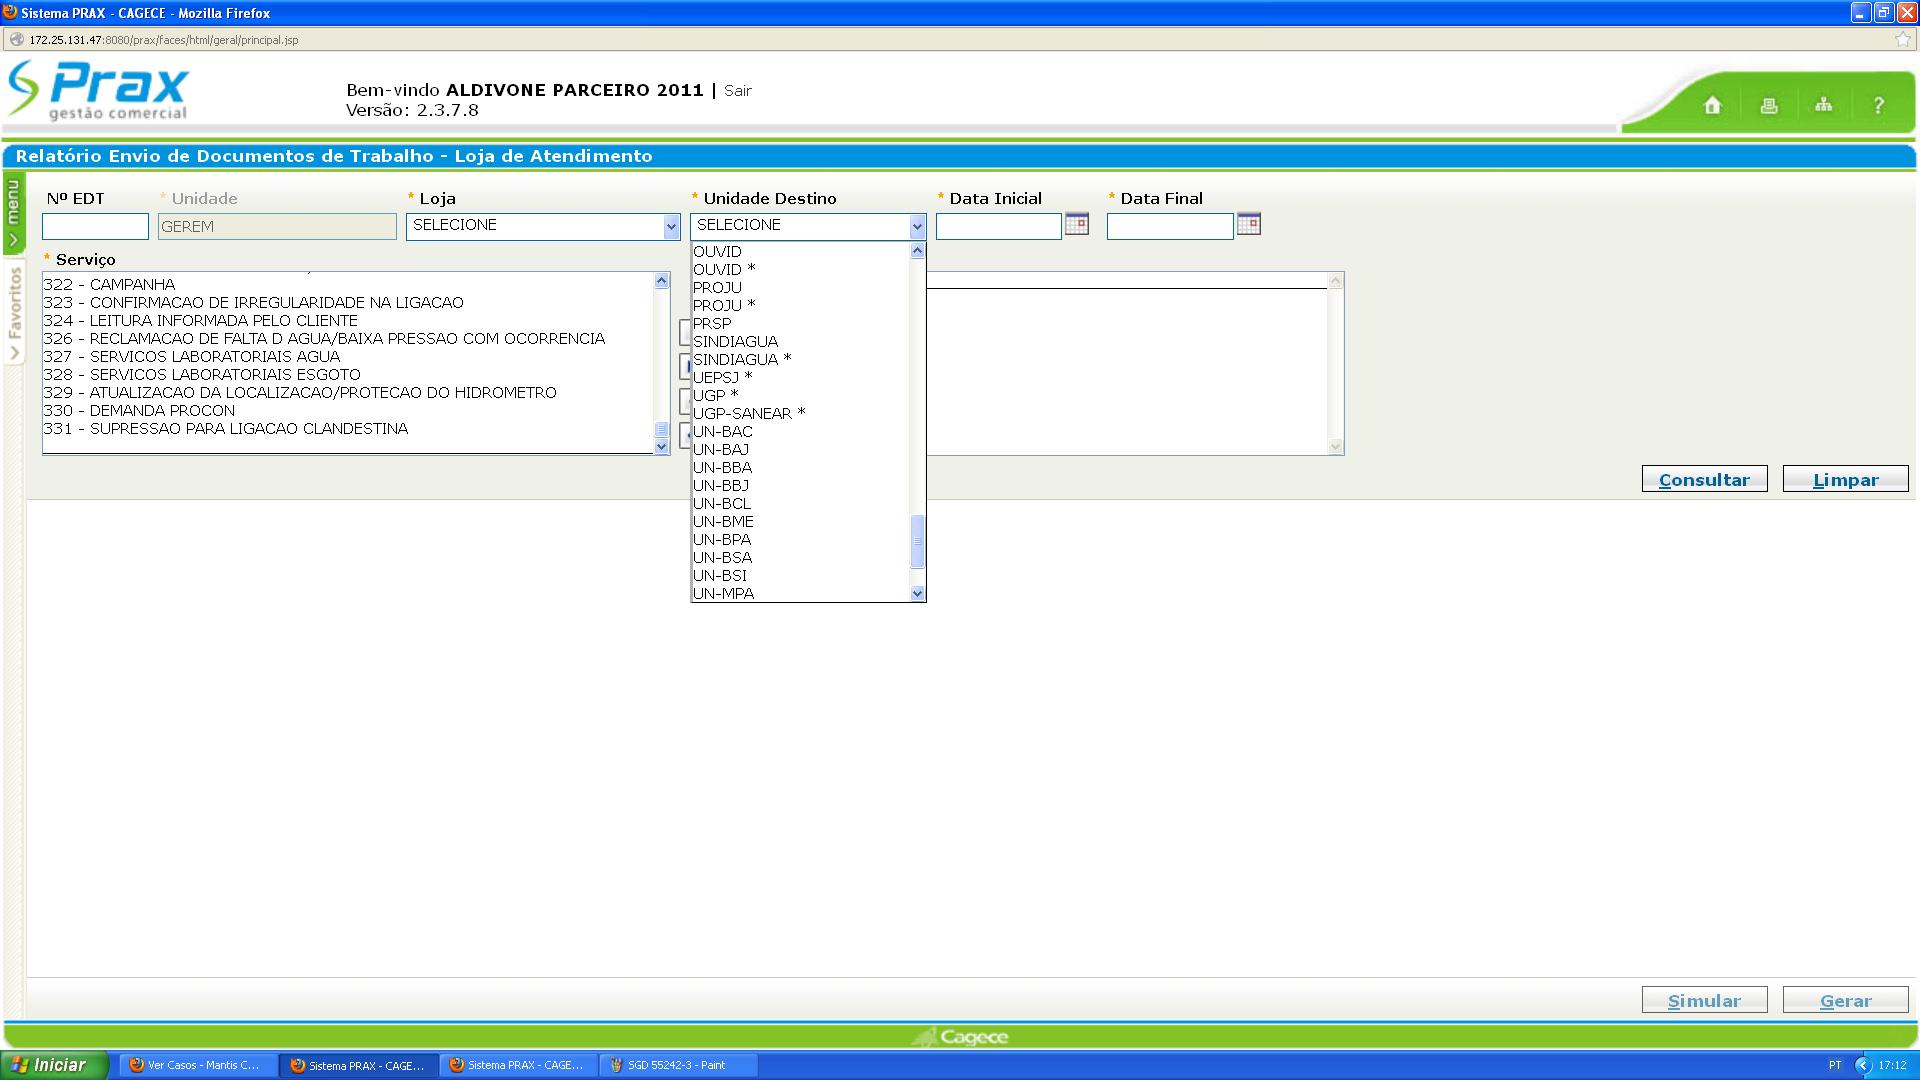 Sistema PRAX - CAGECE - Mozilla Firefox
172.25.131.47:8080/prax/faces/html/geral/principal.jsp
Prax
gestão comercial
Bem-vindo ALDIVONE PARCEIRO 2011 | Sair
Versão: 2.3.7.8
?
Relatório Envio de Documentos de Trabalho - Loja de Atendimento
menu
Favoritos
Nº EDT
* Unidade
* Loja
* Unidade Destino
* Data Inicial
* Data Final
GEREM
SELECIONE
SELECIONE
* Serviço
322 - CAMPANHA
323 - CONFIRMACAO DE IRREGULARIDADE NA LIGACAO
324 - LEITURA INFORMADA PELO CLIENTE
326 - RECLAMACAO DE FALTA D AGUA/BAIXA PRESSAO COM OCORRENCIA
327 - SERVICOS LABORATORIAIS AGUA
328 - SERVICOS LABORATORIAIS ESGOTO
329 - ATUALIZACAO DA LOCALIZACAO/PROTECAO DO HIDROMETRO
330 - DEMANDA PROCON
331 - SUPRESSAO PARA LIGACAO CLANDESTINA
OUVID
OUVID *
PROJU
PROJU *
PRSP
SINDIAGUA
SINDIAGUA *
UEPSJ *
UGP *
UGP-SANEAR *
UN-BAC
UN-BAJ
UN-BBA
UN-BBJ
UN-BCL
UN-BME
UN-BPA
UN-BSA
UN-BSI
UN-MPA
Consultar
Limpar
Simular
Gerar
Cagece
Iniciar
Ver Casos - Mantis C...
Sistema PRAX - CAGE...
Sistema PRAX - CAGE...
SGD 55242-3 - Paint
PT
17:12